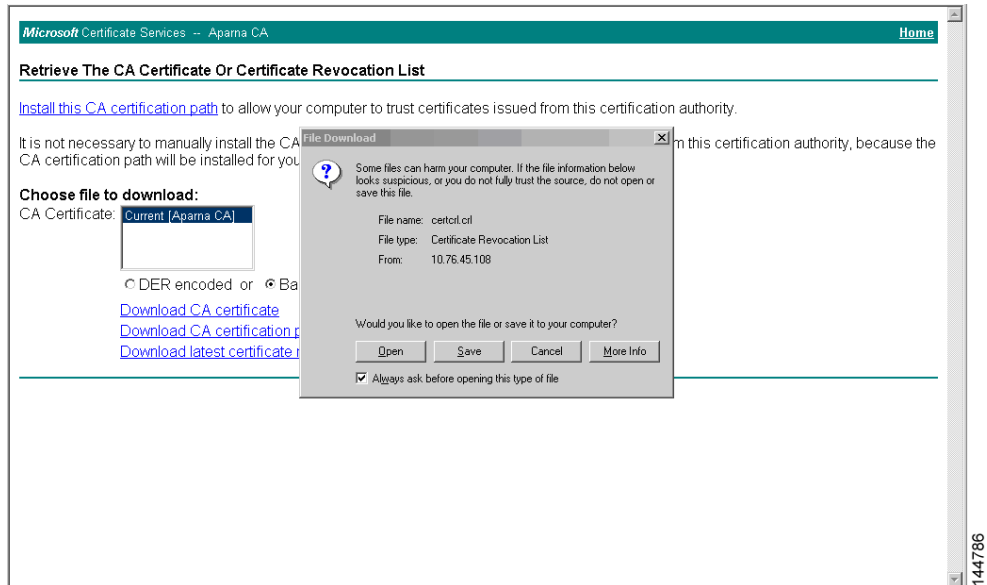 Microsoft Certificate Services -- Aparna CA Home
Retrieve The CA Certificate Or Certificate Revocation List
Install this CA certification path to allow your computer to trust certificates issued from this certification authority.
It is not necessary to manually install the CA m this certification authority, because the
CA certification path will be installed for you
Choose file to download:
CA Certificate: Current [Aparna CA]
DER encoded or Ba
Download CA certificate
Download CA certification p
Download latest certificate r
File Download
Some files can harm your computer. If the file information below
looks suspicious, or you do not fully trust the source, do not open or
save this file.
File name: certcrl.crl
File type: Certificate Revocation List
From: 10.76.45.108
Would you like to open the file or save it to your computer?
Open Save Cancel More Info
Always ask before opening this type of file
144786